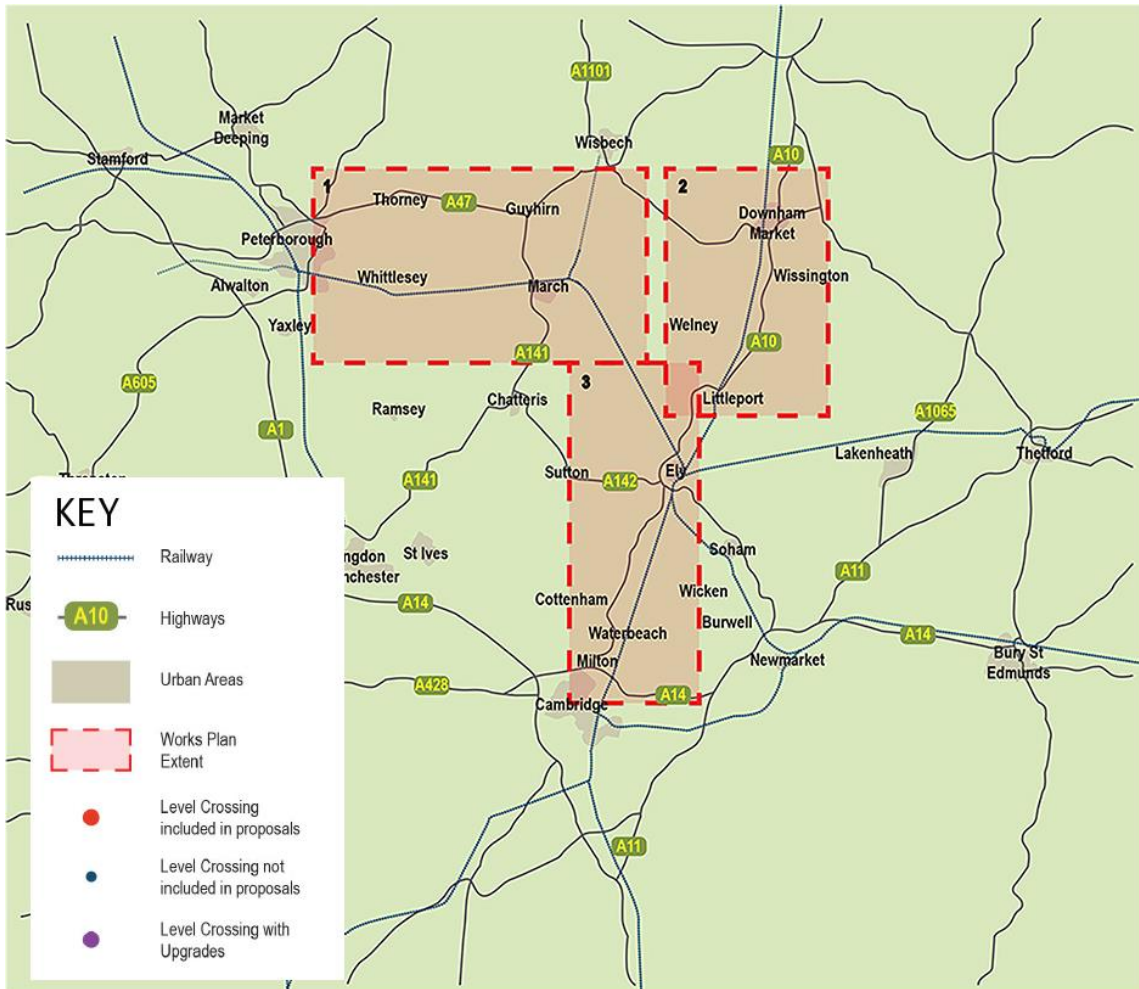 A1101
Market
Deeping
Wisbech
Stamford
A10
1
2
Thorney
A47
Guyhirn
Downham
Market
Peterborough
Whittlesey
March
Wissington
Alwalton
Yaxley
Welney
A10
A141
A605
3
Chatteris
Littleport
Ramsey
A1065
A1
Lakenheath
Thetford
Sutton
A142
Ely
A141
St Ives
Soham
A11
A14
Cottenham
Wicken
Burwell
Waterbeach
A14
Milton
Newmarket
Bury St
Edmunds
A428
A14
Cambridge
A11
KEY
Railway
A10
Highways
Urban Areas
Works Plan
Extent
Level Crossing
included in proposals
Level Crossing not
included in proposals
Level Crossing with
Upgrades